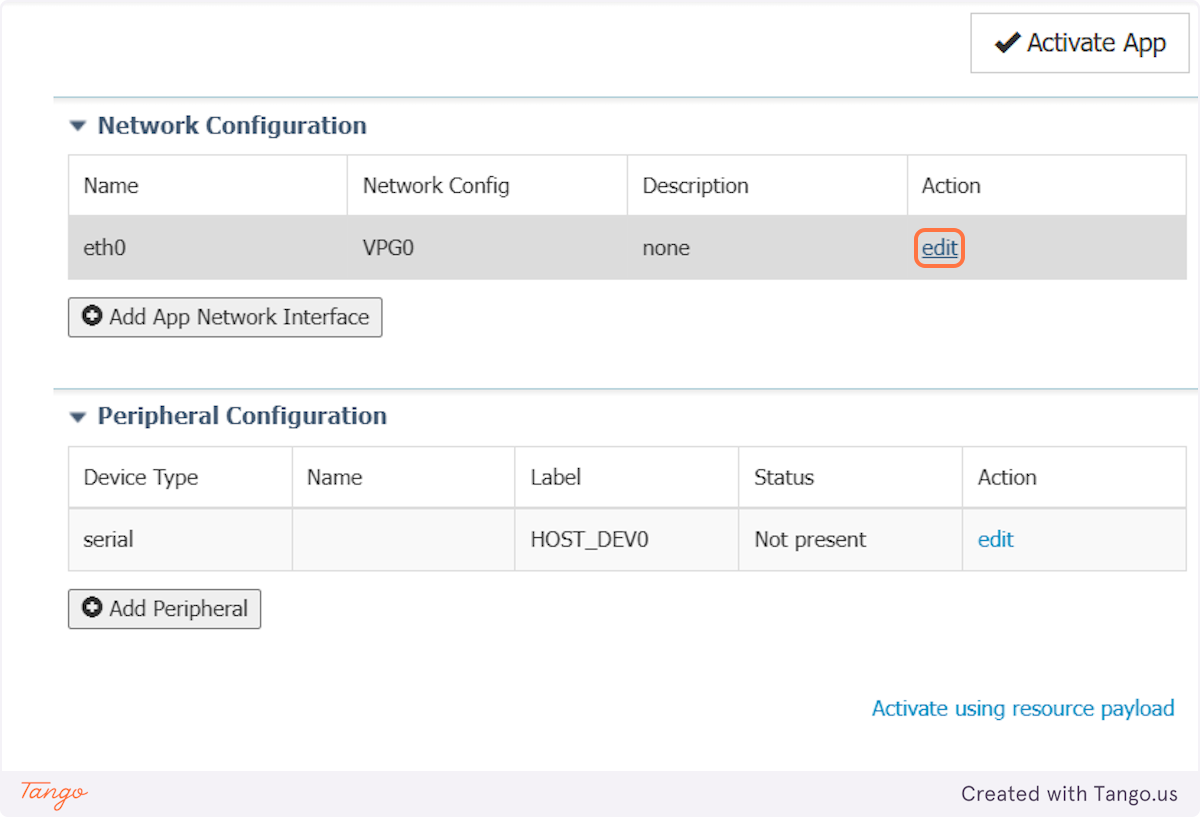 Activate App
Network Configuration
Name Network Config Description Action
eth0 VPG0 none edit
Add App Network Interface
Peripheral Configuration
Device Type Name Label Status Action
serial HOST_DEV0 Not present edit
Add Peripheral
Activate using resource payload
Tango Created with Tango.us